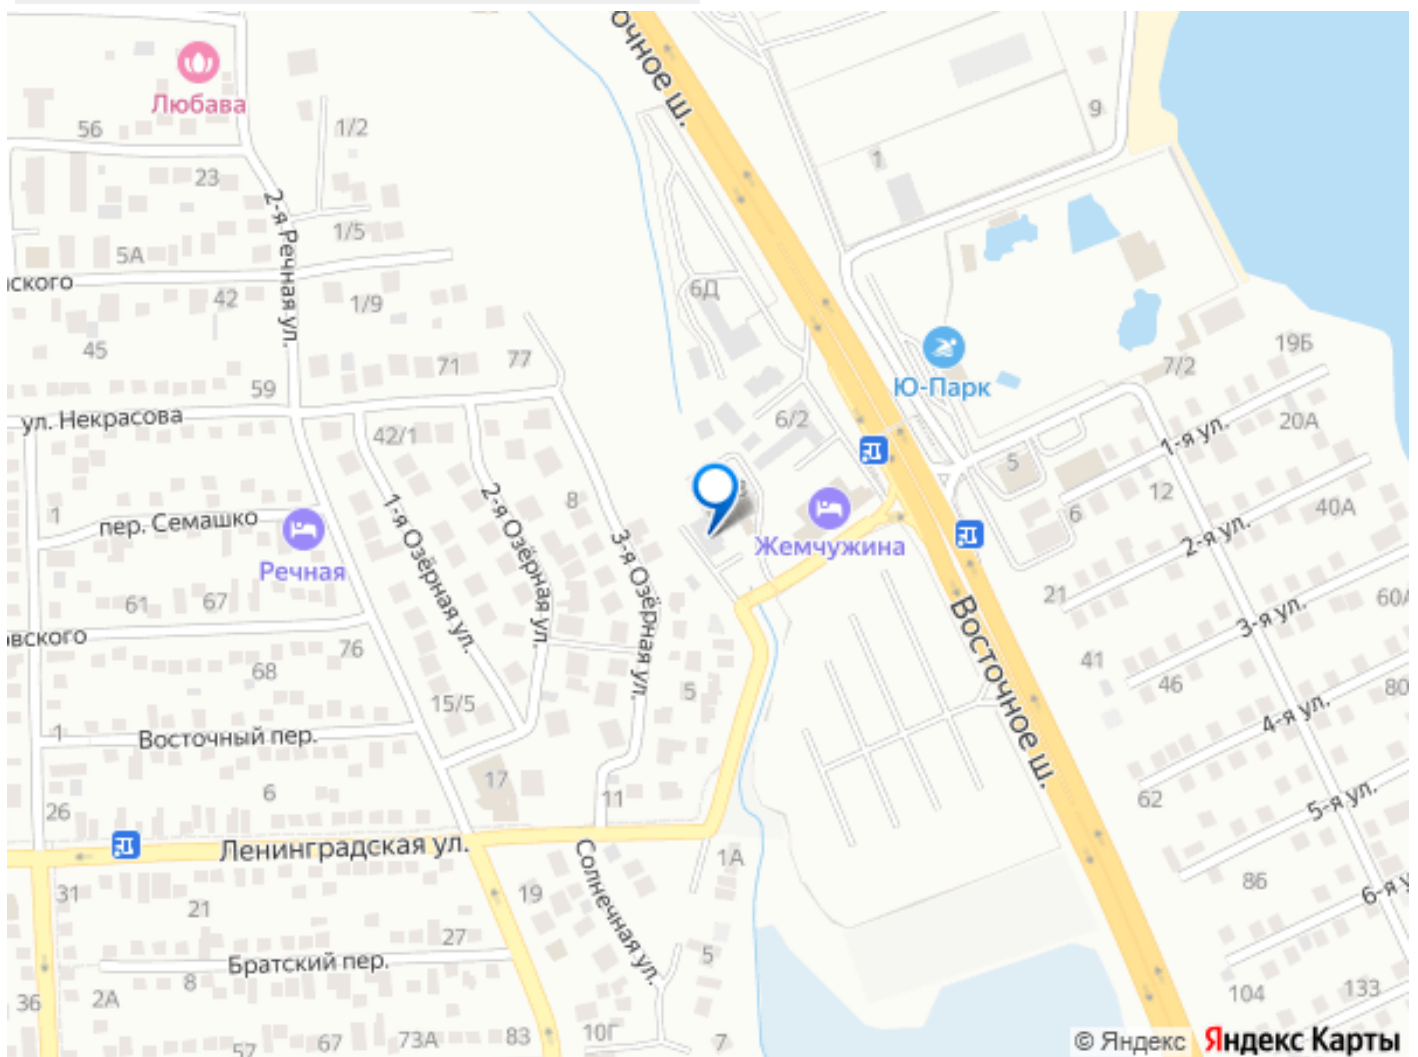 очное ш.
Любава
56
1/2
9
1
23
2-я Речная ул.
5А
1/5
ского
42
1/9
6Д
45
71
77
59
19Б
7/2
Ю-Парк
ул. Некрасова
42/1
6/2
1-я ул.
20А
5
12
8
1
пер. Семашко
1-я Озёрная ул.
2-я Озёрная ул.
3-я Озёрная ул.
6
40А
2-я ул.
Жемчужина
Речная
61
67
21
60А
3-я ул.
вского
76
68
5
15/5
41
46
80
Восточное ш.
4-я ул.
1
Восточный пер.
17
6
11
62
5-я ул.
26
Ленинградская ул.
1А
Солнечная ул.
86
6-я у
31
21
19
27
Братский пер.
5
8
2А
36
104
133
57
67
73А
83
10Г
7
© Яндекс Яндекс Карты